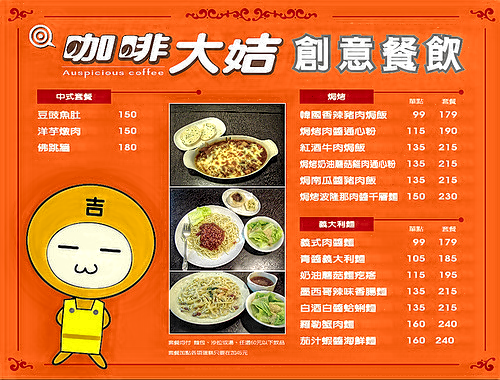 咖啡大姞 創意餐飲
Auspicious coffee
中式套餐
豆豉魚肚 150
洋芋燉肉 150
佛跳牆 180
吉
焗烤 單點 套餐
韓國香辣豬肉焗飯 99 179
焗烤肉醬通心粉 115 190
紅酒牛肉焗飯 135 215
焗烤奶油蘑菇雞肉通心粉 135 215
焗南瓜醬豬肉飯 135 215
焗烤波隆那肉醬千層麵 150 230
義大利麵 單點 套餐
義式肉醬麵 99 179
青醬義大利麵 105 185
奶油蘑菇麵疙瘩 115 195
墨西哥辣味香腸麵 135 215
白酒白醬蛤蜊麵 135 215
羅勒蟹肉麵 160 240
茄汁蝦醬海鮮麵 160 240